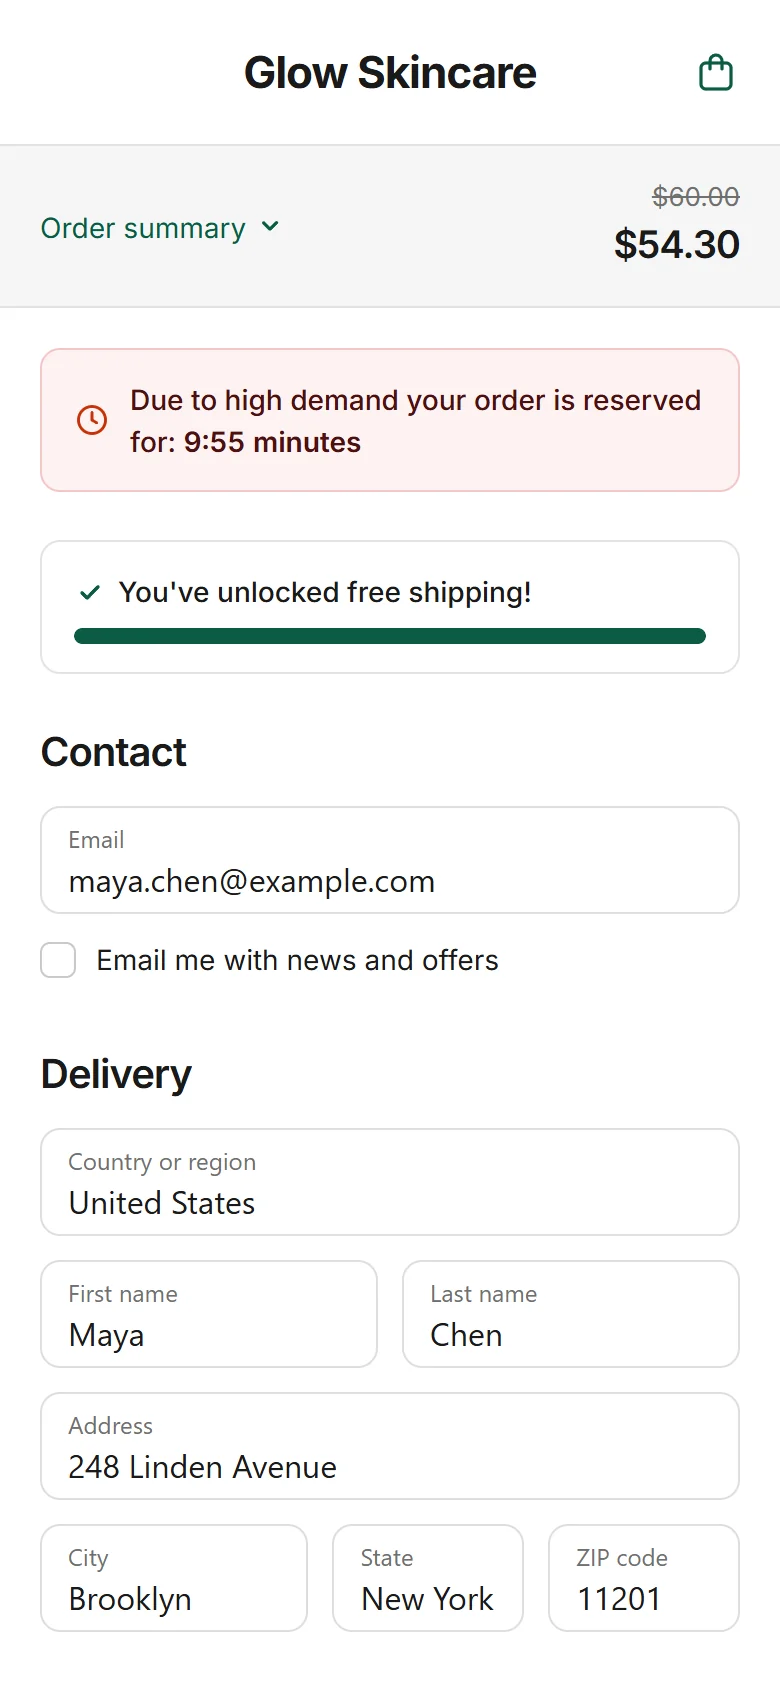 Glow Skincare
Order summary
$60.00
$54.30
Due to high demand your order is reserved
for: 9:55 minutes
You've unlocked free shipping!
Contact
Email
maya.chen@example.com
Email me with news and offers
Delivery
Country or region
United States
First name
Maya
Last name
Chen
Address
248 Linden Avenue
City
Brooklyn
State
New York
ZIP code
11201